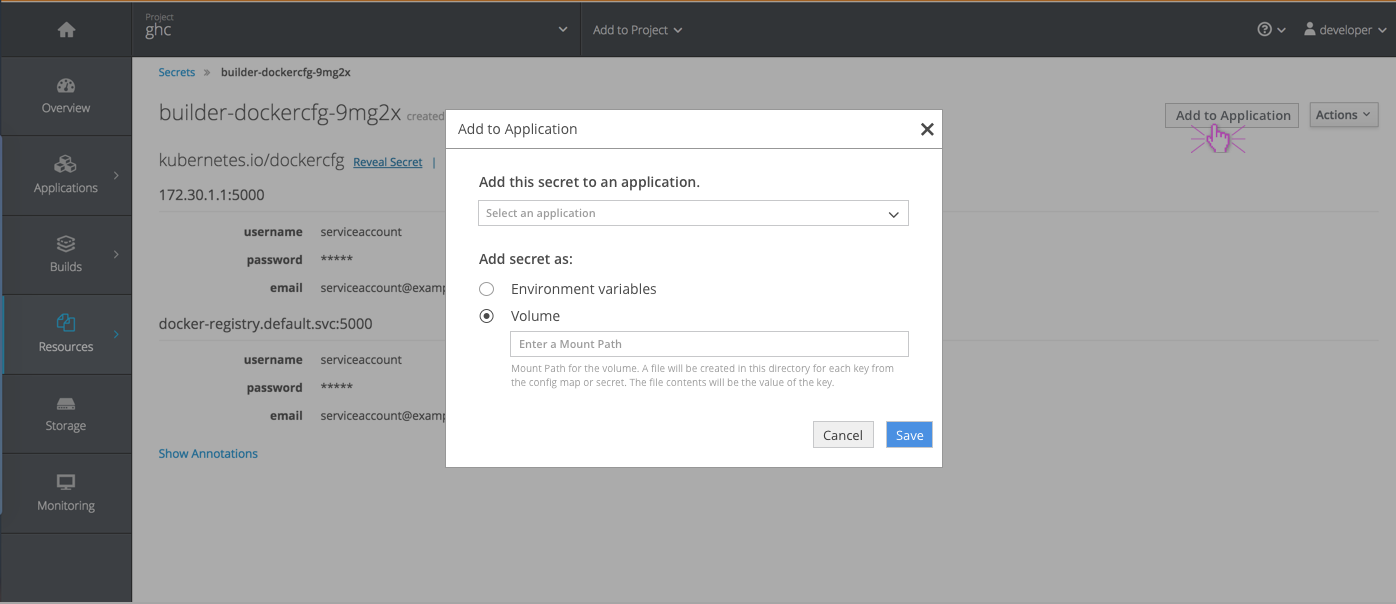 Project
ghc
Add to Project
developer
Overview
Applications
Builds
Resources
Storage
Monitoring
Secrets » builder-dockercfg-9mg2x
builder-dockercfg-9mg2x created
Add to Application
Actions
kubernetes.io/dockercfg Reveal Secret |
172.30.1.1:5000
username serviceaccount
password *****
email serviceaccount@examp
docker-registry.default.svc:5000
username serviceaccount
password *****
email serviceaccount@examp
Show Annotations
Add to Application
Add this secret to an application.
Select an application
Add secret as:
Environment variables
Volume
Enter a Mount Path
Mount Path for the volume. A file will be created in this directory for each key from
the config map or secret. The file contents will be the value of the key.
Cancel
Save